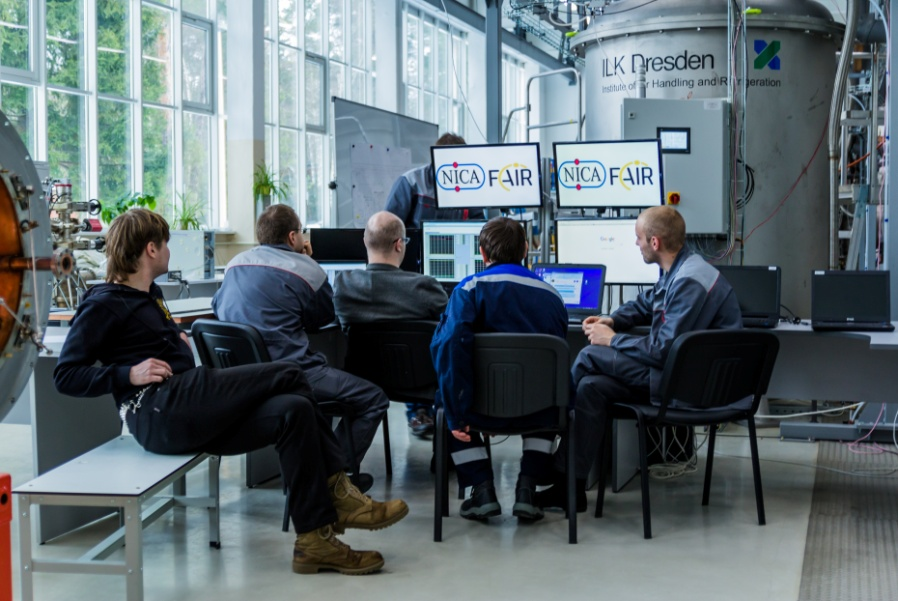 ILK Dresden
Institute of Air Handling and Refrigeration
NICA FAIR
NICA FAIR